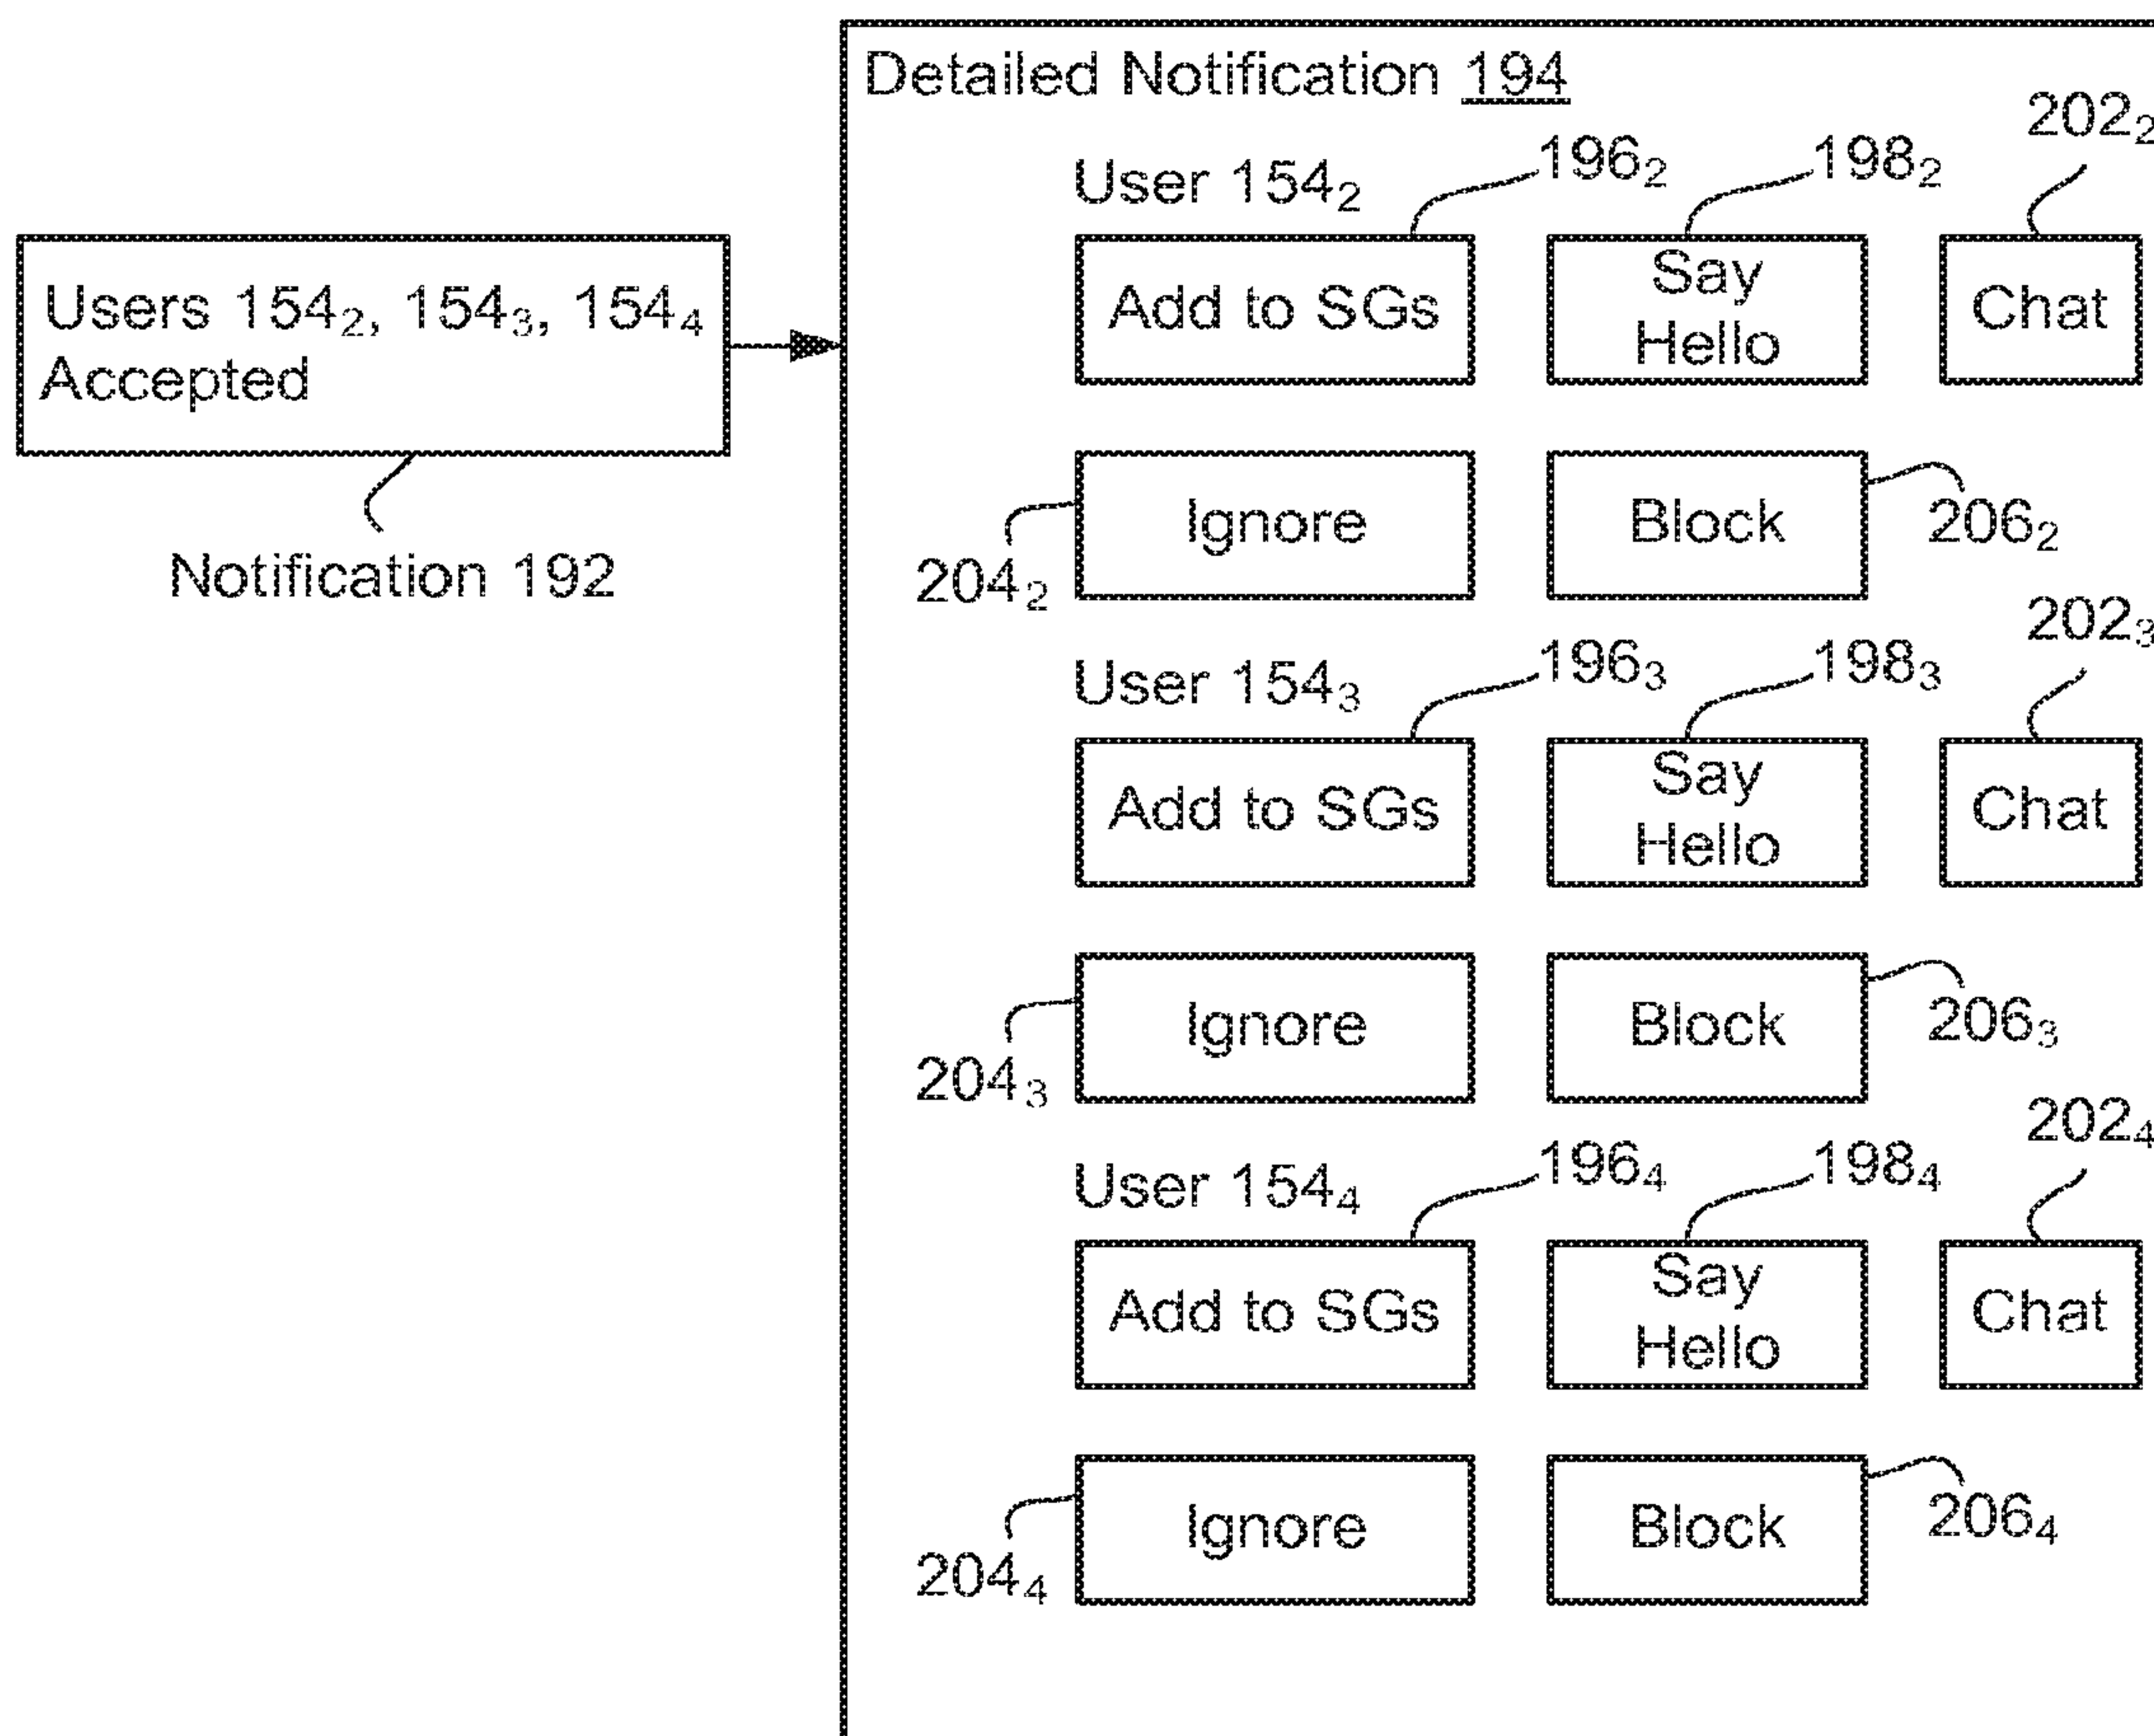 Detailed Notification 194
202₂
User 154₂ 196₂ 198₂
Users 154₂, 154₃, 154₄
Accepted
Add to SGs
Say
Hello
Chat
Notification 192
Ignore
Block
204₂
206₂
202₃
User 154₃ 196₃ 198₃
Add to SGs
Say
Hello
Chat
Ignore
Block
204₃
206₃
202₄
User 154₄ 196₄ 198₄
Add to SGs
Say
Hello
Chat
Ignore
Block
204₄
206₄